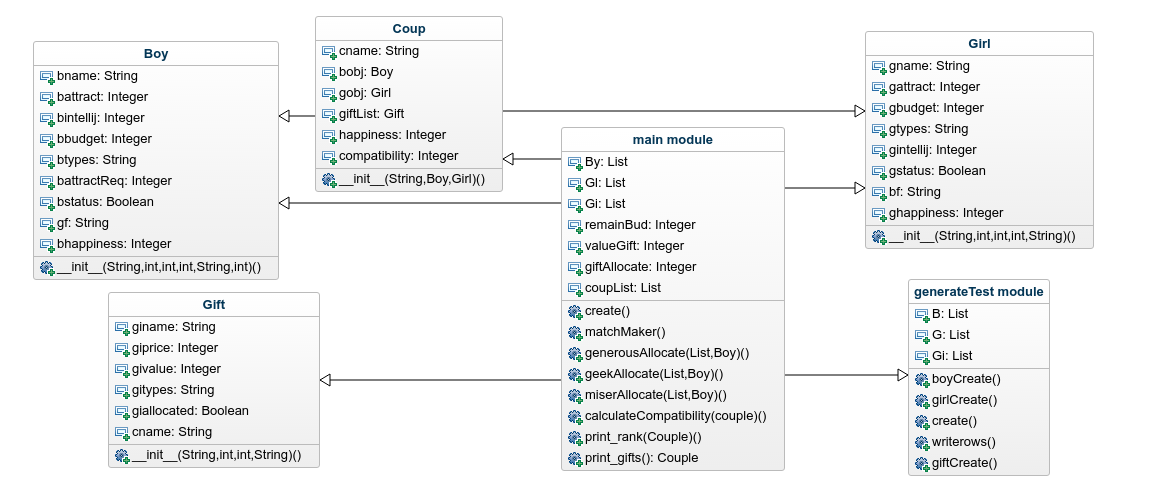 Boy
bname: String
battract: Integer
bintellij: Integer
bbudget: Integer
btypes: String
battractReq: Integer
bstatus: Boolean
gf: String
bhappiness: Integer
__init__(String,int,int,int,String,int)()
Coup
cname: String
bobj: Boy
gobj: Girl
giftList: Gift
happiness: Integer
compatibility: Integer
__init__(String,Boy,Girl)()
Girl
gname: String
gattract: Integer
gbudget: Integer
gtypes: String
gintellij: Integer
gstatus: Boolean
bf: String
ghappiness: Integer
__init__(String,int,int,int,String)()
main module
By: List
Gl: List
Gi: List
remainBud: Integer
valueGift: Integer
giftAllocate: Integer
coupList: List
create()
matchMaker()
generousAllocate(List,Boy)()
geekAllocate(List,Boy)()
miserAllocate(List,Boy)()
calculateCompatibility(couple)()
print_rank(Couple)()
print_gifts(): Couple
Gift
giname: String
giprice: Integer
givalue: Integer
gitypes: String
giallocated: Boolean
cname: String
__init__(String,int,int,String)()
generateTest module
B: List
G: List
Gi: List
boyCreate()
girlCreate()
create()
writerows()
giftCreate()